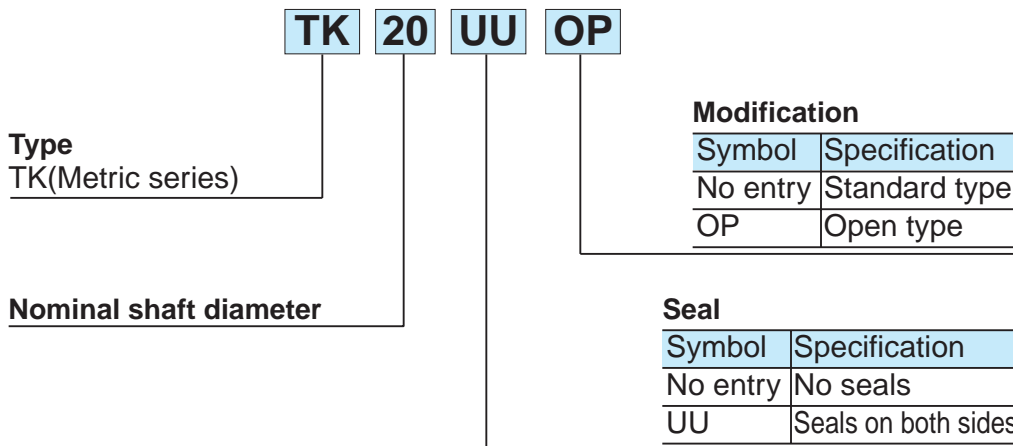 TK 20 UU OP
Type
TK(Metric series)
Nominal shaft diameter
Modification
Symbol Specification
No entry Standard type
OP Open type
Seal
Symbol Specification
No entry No seals
UU Seals on both sides